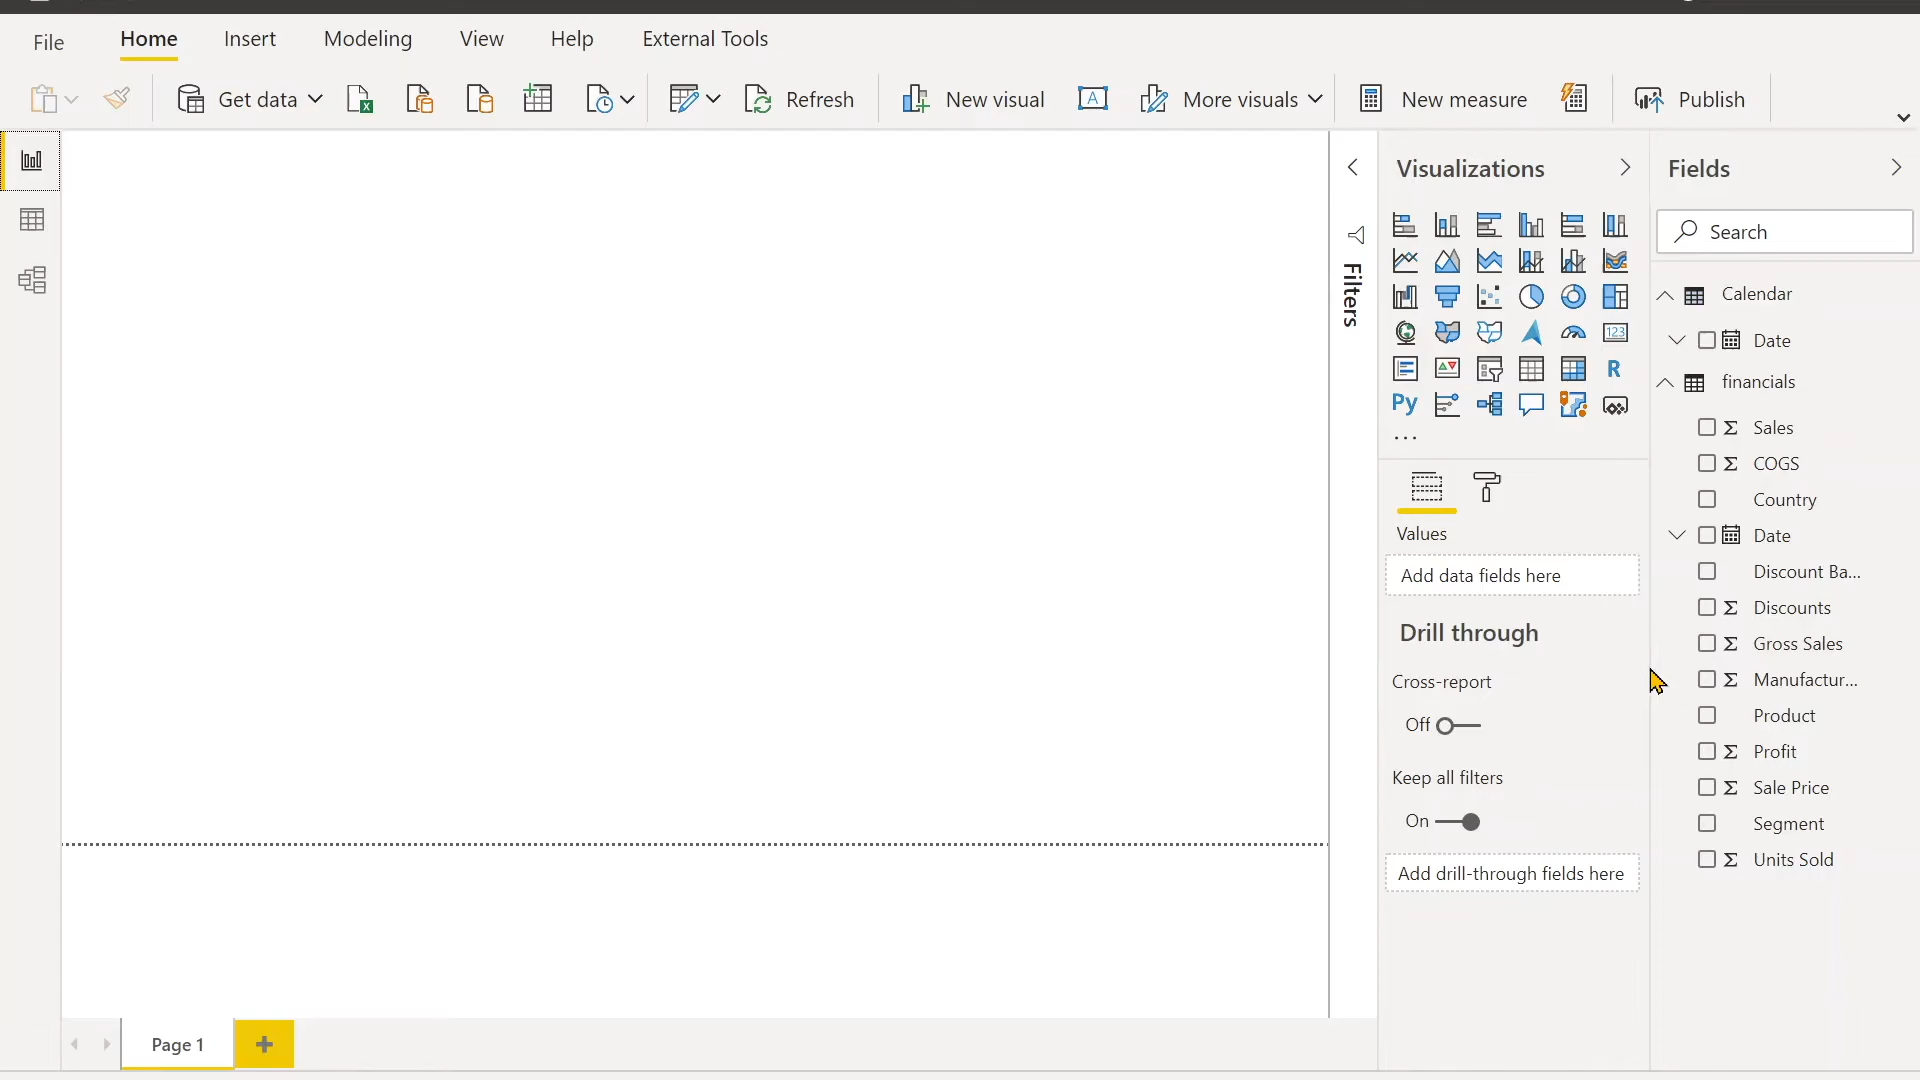 File Home Insert Modeling View Help External Tools
Get data Refresh New visual A More visuals New measure Publish
Filters
Visualizations
123
R
Py
...
Values
Add data fields here
Drill through
Cross-report
Off
Keep all filters
On
Add drill-through fields here
Fields
Search
Calendar
Date
financials
Σ Sales
Σ COGS
Country
Date
Discount Ba...
Σ Discounts
Σ Gross Sales
Σ Manufactur...
Product
Σ Profit
Σ Sale Price
Segment
Σ Units Sold
Page 1 +